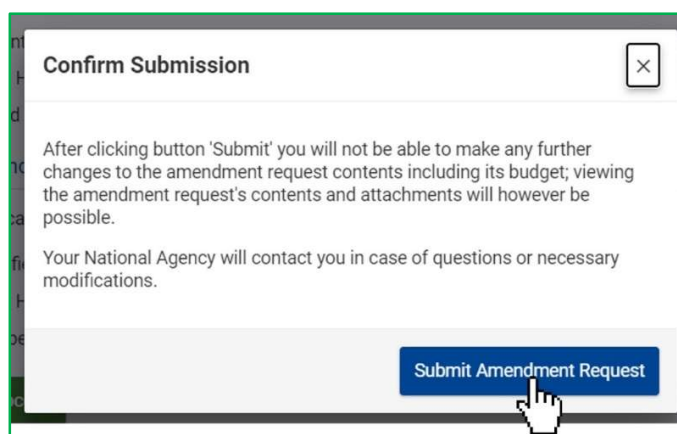 Confirm Submission
After clicking button 'Submit' you will not be able to make any further
changes to the amendment request contents including its budget; viewing
the amendment request's contents and attachments will however be
possible.
Your National Agency will contact you in case of questions or necessary
modifications.
Submit Amendment Request